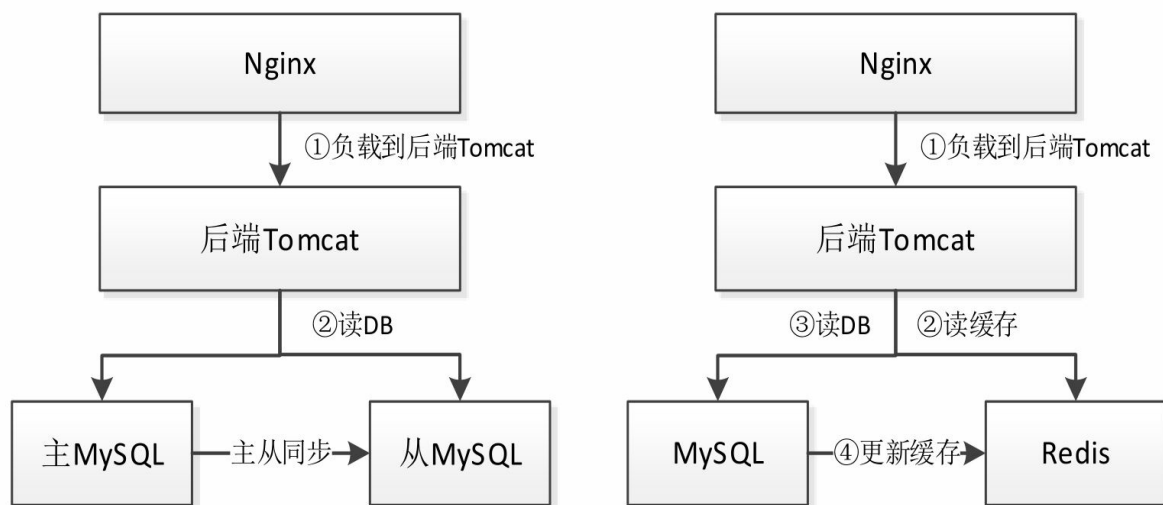 Nginx
①负载到后端Tomcat
后端Tomcat
②读DB
主MySQL
主从同步
从MySQL
Nginx
①负载到后端Tomcat
后端Tomcat
③读DB
②读缓存
MySQL
④更新缓存
Redis